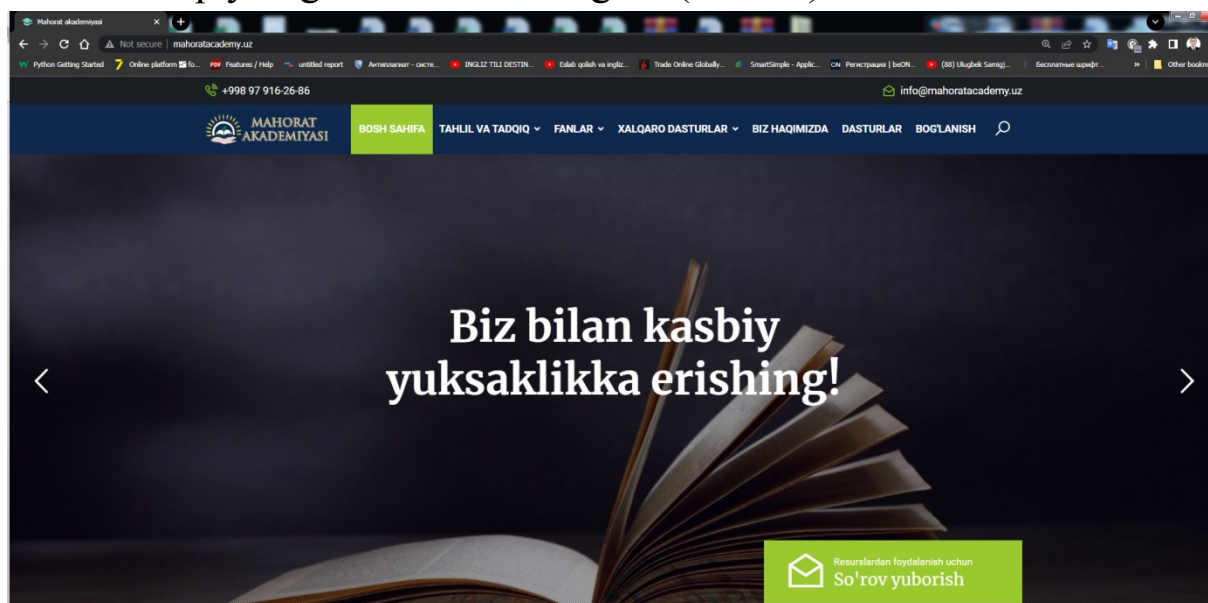 Mahorat akademiyasi
Not secure | mahoratacademy.uz
Python Getting Started Online platform fo... Features / Help untitled report Антиплагиат - систе... INGLIZ TILI DESTIN... Eslab qolish va ingliz... Trade Online Globally... SmartSimple - Applic... Регистрация | beON... (88) Ulugbek Samigj... Бесплатные шрифт... » Other bookm
+998 97 916-26-86 info@mahoratacademy.uz
MAHORAT
AKADEMIYASI
BOSH SAHIFA TAHLIL VA TADQIQ FANLAR XALQARO DASTURLAR BIZ HAQIMIZDA DASTURLAR BOG'LANISH
Biz bilan kasbiy
yuksaklikka erishing!
Resurslardan foydalanish uchun
So'rov yuborish